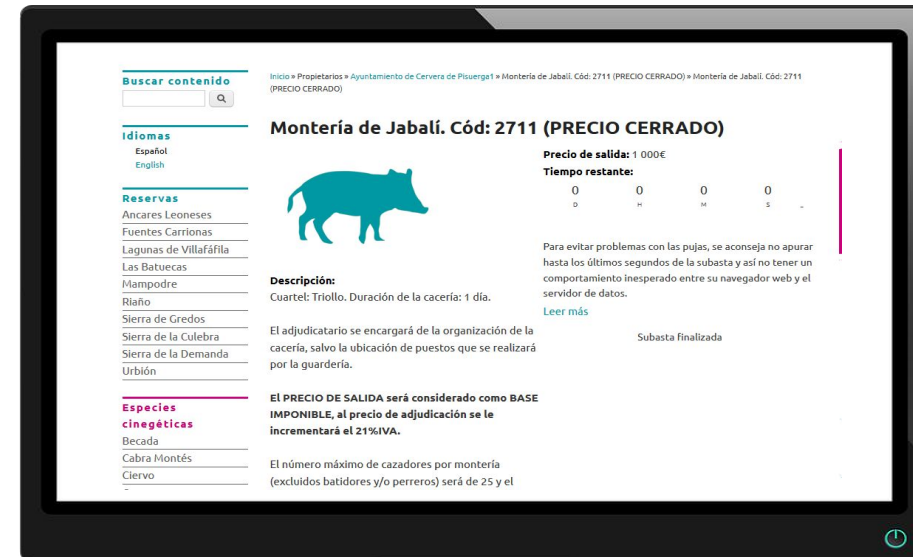 Buscar contenido
Idiomas
Español
English
Reservas
Ancares Leoneses
Fuentes Carrionas
Lagunas de Villafáfila
Las Batuecas
Mampodre
Riaño
Sierra de Gredos
Sierra de la Culebra
Sierra de la Demanda
Urbión
Especies
cinegéticas
Becada
Cabra Montés
Ciervo
Inicio » Propietarios » Ayuntamiento de Cervera de Pisuerga1 » Montería de Jabalí. Cód: 2711 (PRECIO CERRADO) » Montería de Jabalí. Cód: 2711
(PRECIO CERRADO)
Montería de Jabalí. Cód: 2711 (PRECIO CERRADO)
Descripción:
Cuartel: Triollo. Duración de la cacería: 1 día.
El adjudicatario se encargará de la organización de la
cacería, salvo la ubicación de puestos que se realizará
por la guardería.
El PRECIO DE SALIDA será considerado como BASE
IMPONIBLE, al precio de adjudicación se le
incrementará el 21%IVA.
El número máximo de cazadores por montería
(excluidos batidores y/o perreros) será de 25 y el
Precio de salida: 1 000€
Tiempo restante:
0 0 0 0
D H M S
Para evitar problemas con las pujas, se aconseja no apurar
hasta los últimos segundos de la subasta y así no tener un
comportamiento inesperado entre su navegador web y el
servidor de datos.
Leer más
Subasta finalizada